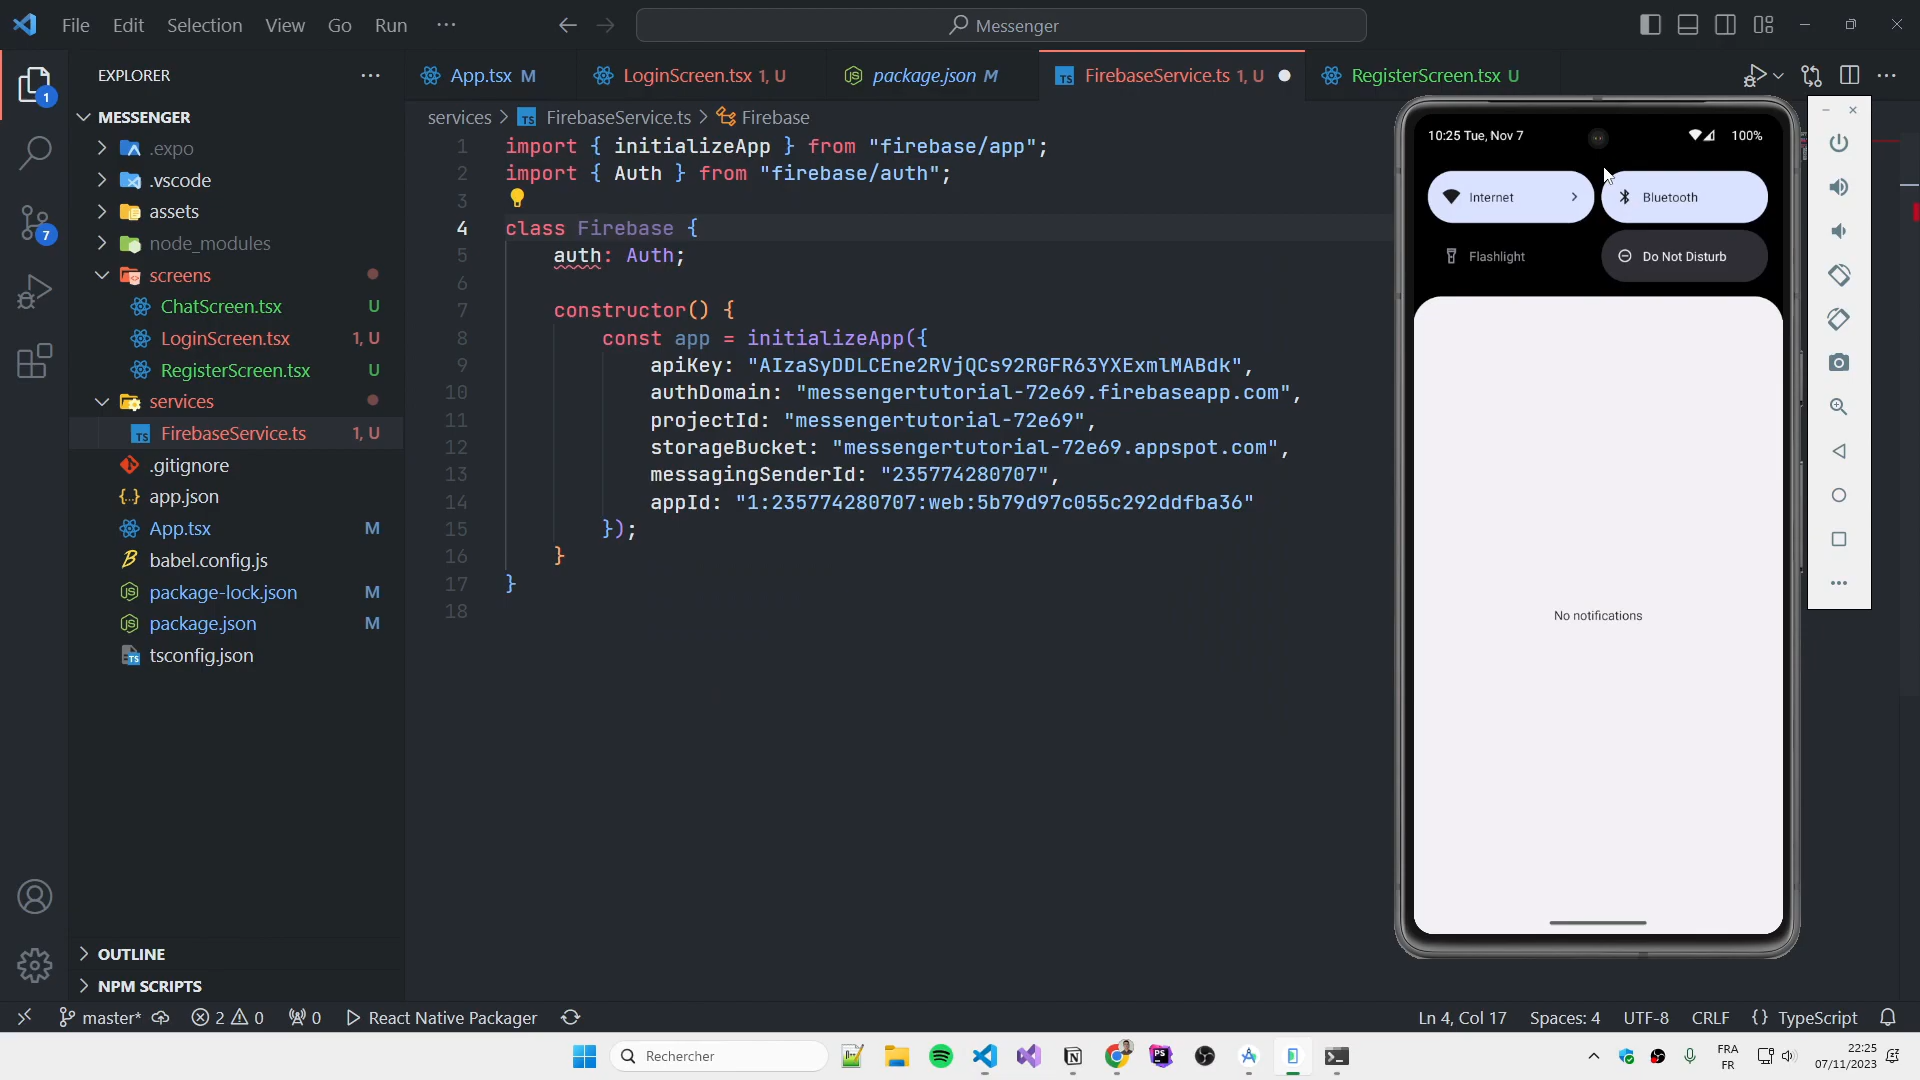 File Edit Selection View Go Run ···
Messenger
EXPLORER
App.tsx M
LoginScreen.tsx 1, U
package.json M
FirebaseService.ts 1, U
RegisterScreen.tsx U
services > FirebaseService.ts > Firebase
MESSENGER
.expo
.vscode
assets
node_modules
screens
ChatScreen.tsx U
LoginScreen.tsx 1, U
RegisterScreen.tsx U
services
FirebaseService.ts 1, U
.gitignore
app.json
App.tsx M
babel.config.js
package-lock.json M
package.json M
tsconfig.json
OUTLINE
NPM SCRIPTS
1
7
1 import { initializeApp } from "firebase/app";
2 import { Auth } from "firebase/auth";
3
4 class Firebase {
5 auth: Auth;
6
7 constructor() {
8 const app = initializeApp({
9 apiKey: "AIzaSyDDLCEne2RVjQCs92RGFR63YXExmlMABdk",
10 authDomain: "messengertutorial-72e69.firebaseapp.com",
11 projectId: "messengertutorial-72e69",
12 storageBucket: "messengertutorial-72e69.appspot.com",
13 messagingSenderId: "235774280707",
14 appId: "1:235774280707:web:5b79d97c055c292ddfba36"
15 });
16 }
17 }
18
10:25 Tue, Nov 7 100%
Internet
Bluetooth
Flashlight
Do Not Disturb
No notifications
master* 2 0 0 React Native Packager
Ln 4, Col 17 Spaces: 4 UTF-8 CRLF {} TypeScript
Rechercher
FRA
FR
22:25
07/11/2023